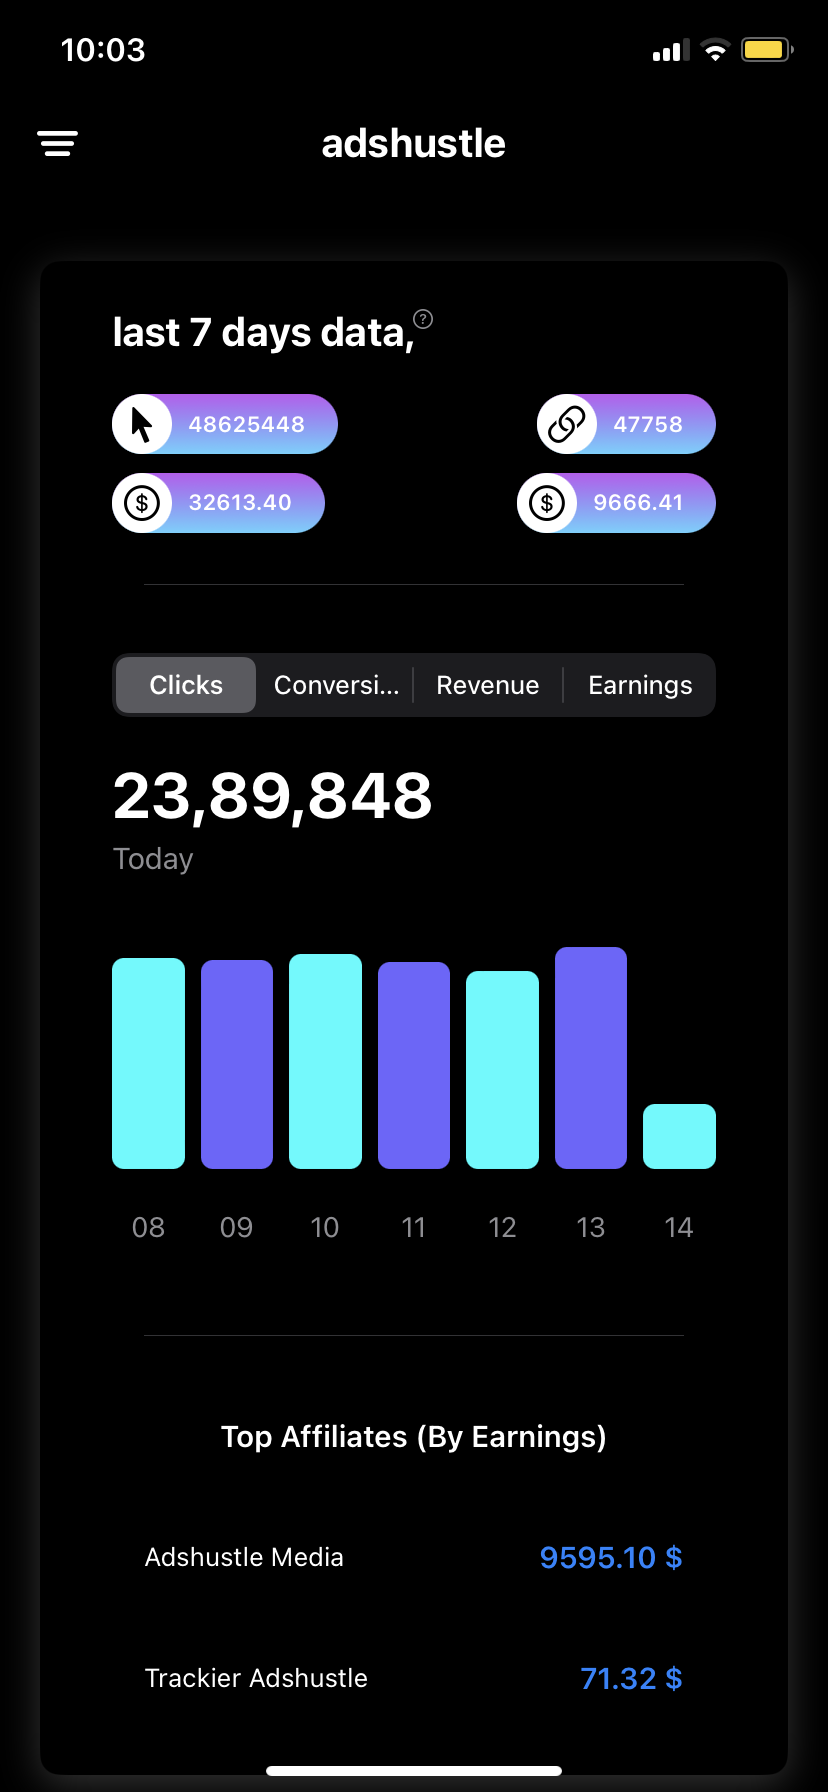 10:03
adshustle
last 7 days data,?
48625448 47758
$ 32613.40 $ 9666.41
Clicks Conversi... Revenue Earnings
23,89,848
Today
08 09 10 11 12 13 14
Top Affiliates (By Earnings)
Adshustle Media 9595.10 $
Trackier Adshustle 71.32 $